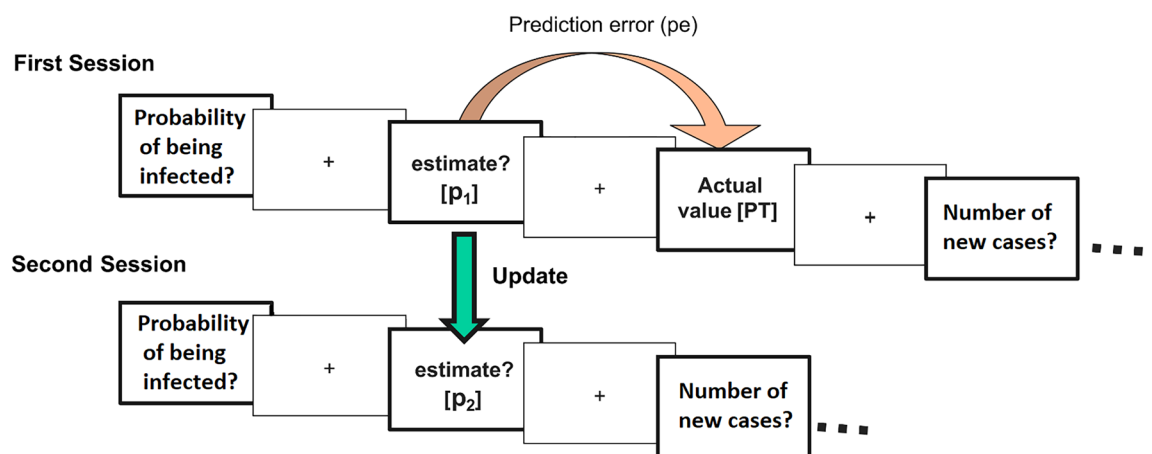 Prediction error (pe)
First Session
Probability
of being
infected?
+
estimate?
[p₁]
+
Actual
value [PT]
+
Number of
new cases?
Second Session
Update
Probability
of being
infected?
+
estimate?
[p₂]
+
Number of
new cases?